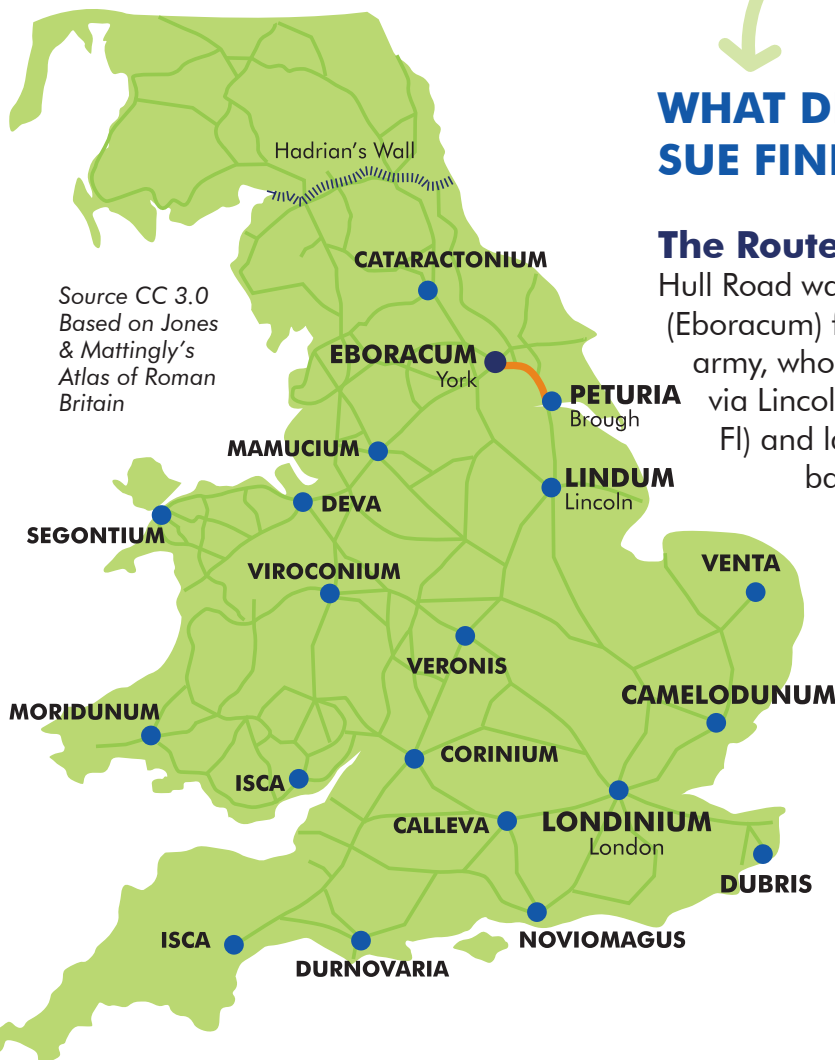 WHAT D
SUE FIN
The Route
Hull Road wa
(Eboracum) f
army, who
via Lincol
FI) and lo
ba
Hadrian's Wall
CATARACTONIUM
Source CC 3.0
Based on Jones
& Mattingly's
Atlas of Roman
Britain
EBORACUM
York
PETURIA
Brough
MAMUCIUM
LINDUM
Lincoln
DEVA
SEGONTIUM
VENTA
VIROCONIUM
VERONIS
CAMELODUNUM
MORIDUNUM
CORINIUM
ISCA
CALLEVA
LONDINIUM
London
DUBRIS
ISCA
NOVIOMAGUS
DURNOVARIA